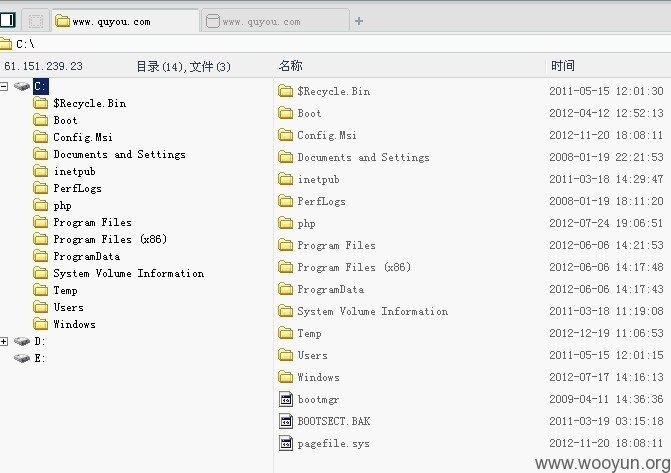 www.quyou.com
www.quyou.com
C:\
61.151.239.23 目录(14),文件(3)
C:
$Recycle.Bin
Boot
Config.Msi
Documents and Settings
inetpub
PerfLogs
php
Program Files
Program Files (x86)
ProgramData
System Volume Information
Temp
Users
Windows
D:
E:
名称 时间
$Recycle.Bin 2011-05-15 12:01:30
Boot 2012-04-12 12:52:13
Config.Msi 2012-11-20 18:08:11
Documents and Settings 2008-01-19 22:21:53
inetpub 2011-03-18 14:29:47
PerfLogs 2008-01-19 18:11:20
php 2012-07-24 19:06:51
Program Files 2012-06-06 14:21:53
Program Files (x86) 2012-06-06 14:17:48
ProgramData 2012-06-06 14:17:43
System Volume Information 2011-03-18 11:19:08
Temp 2012-12-19 11:06:53
Users 2011-05-15 12:01:15
Windows 2012-07-17 14:16:13
bootmgr 2009-04-11 14:36:36
BOOTSECT.BAK 2011-03-19 03:15:18
pagefile.sys 2012-11-20 18:08:11
www.wooyun.org